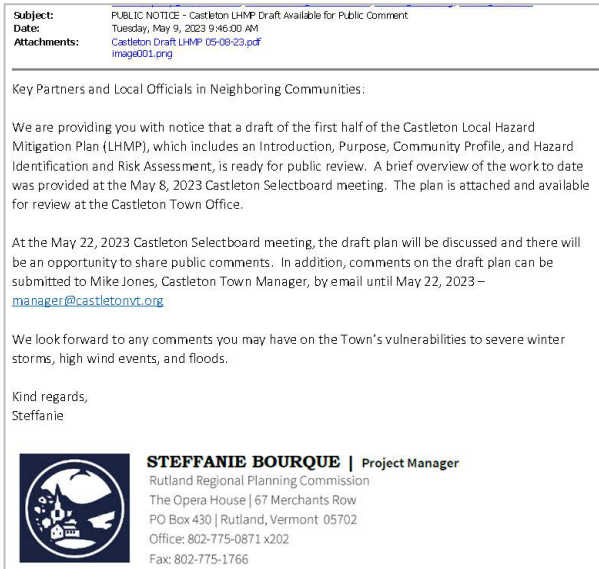 Subject: PUBLIC NOTICE - Castleton LHMP Draft Available for Public Comment
Date: Tuesday, May 9, 2023 9:46:00 AM
Attachments: Castleton Draft LHMP 05-08-23.pdf
image001.png
Key Partners and Local Officials in Neighboring Communities:
We are providing you with notice that a draft of the first half of the Castleton Local Hazard
Mitigation Plan (LHMP), which includes an Introduction, Purpose, Community Profile, and Hazard
Identification and Risk Assessment, is ready for public review.  A brief overview of the work to date
was provided at the May 8, 2023 Castleton Selectboard meeting.  The plan is attached and available
for review at the Castleton Town Office.
At the May 22, 2023 Castleton Selectboard meeting, the draft plan will be discussed and there will
be an opportunity to share public comments.  In addition, comments on the draft plan can be
submitted to Mike Jones, Castleton Town Manager, by email until May 22, 2023 –
manager@castletonvt.org
We look forward to any comments you may have on the Town's vulnerabilities to severe winter
storms, high wind events, and floods.
Kind regards,
Steffanie
STEFFANIE BOURQUE | Project Manager
Rutland Regional Planning Commission
The Opera House | 67 Merchants Row
PO Box 430 | Rutland, Vermont 05702
Office: 802-775-0871 x202
Fax: 802-775-1766